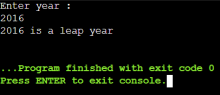 Enter year :
2016
2016 is a leap year
...Program finished with exit code 0
Press ENTER to exit console.